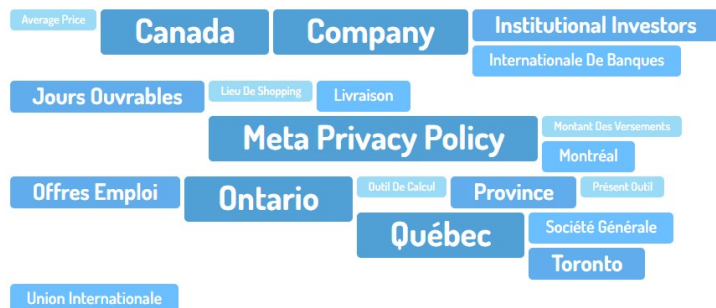 Average Price
Canada
Company
Institutional Investors
Internationale De Banques
Jours Ouvrables
Lieu De Shopping
Livraison
Meta Privacy Policy
Montant Des Versements
Montréal
Offres Emploi
Ontario
Outil De Calcul
Province
Présent Outil
Québec
Société Générale
Toronto
Union Internationale